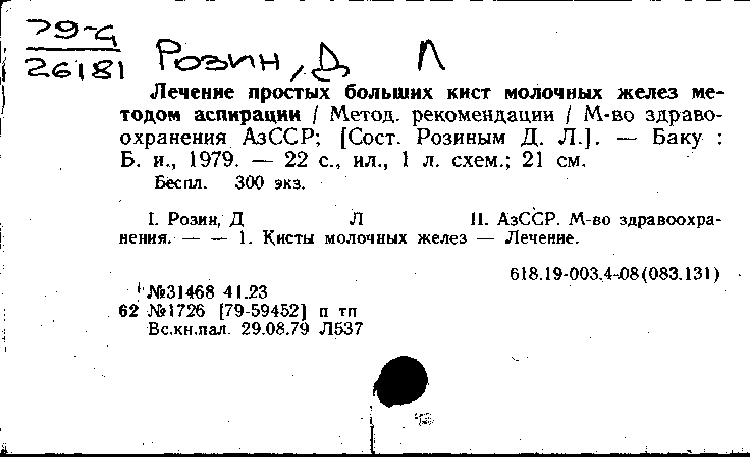 79-4
26181
Розин, Д Л
Лечение простых больших кист молочных желез ме-
тодом аспирации / Метод. рекомендации / М-во здраво-
охранения АзССР; [Сост. Розиным Д. Л.]. — Баку :
Б. и., 1979. — 22 с., ил., 1 л. схем.; 21 см.
Беспл. 300 экз.
I. Розин, Д Л II. АзССР. М-во здравоохра-
нения. — — 1. Кисты молочных желез — Лечение.
618.19-003.4-08(083.131)
№31468 41.23
62 №1726 [79-59452] п тп
Вс.кн.пал. 29.08.79 Л537